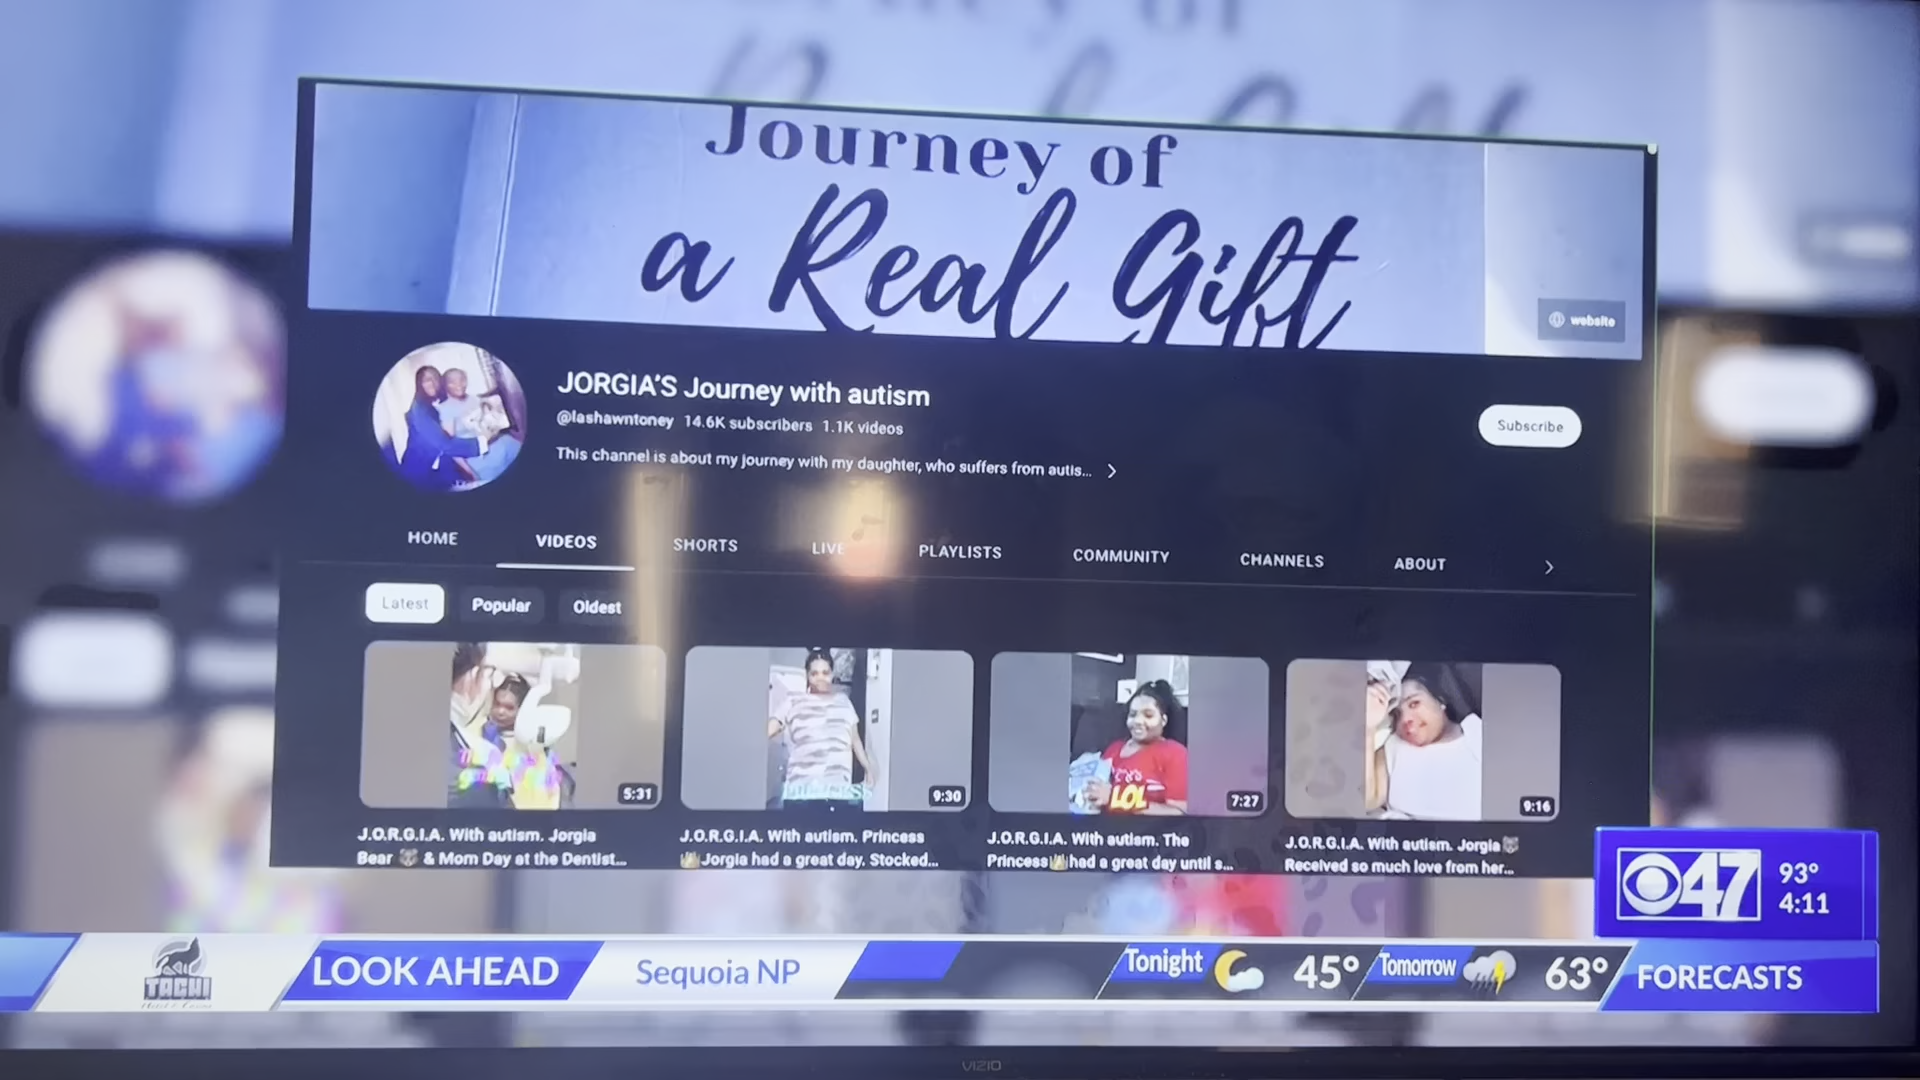 Journey of
a Real Gift
website
JORGIA'S Journey with autism
@lashawntoney 14.6K subscribers 1.1K videos
This channel is about my journey with my daughter, who suffers from autis...
Subscribe
HOME VIDEOS SHORTS LIVE PLAYLISTS COMMUNITY CHANNELS ABOUT
Latest Popular Oldest
5:31 9:30 7:27 9:16
LOL
J.O.R.G.I.A. With autism. Jorgia
Bear 🐻 & Mom Day at the Dentist...
J.O.R.G.I.A. With autism. Princess
👑Jorgia had a great day. Stocked...
J.O.R.G.I.A. With autism. The
Princess👑had a great day until s...
J.O.R.G.I.A. With autism. Jorgia🐻
Received so much love from her...
47
93°
4:11
TACHI
LOOK AHEAD Sequoia NP Tonight 45° Tomorrow 63° FORECASTS
VIZIO